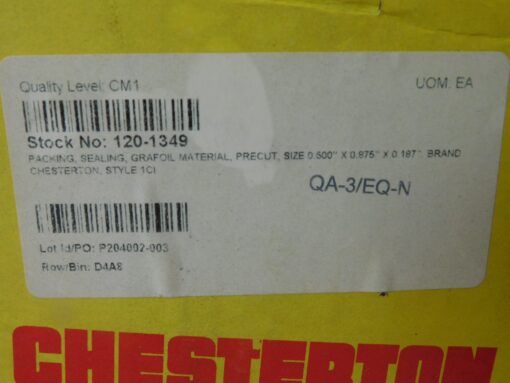 Quality Level: CM1
UOM. EA
Stock No: 120-1349
PACKING, SEALING, GRAFOIL MATERIAL, PRECUT, SIZE 0.500" X 0.875" X 0.187", BRAND
CHESTERTON, STYLE 1CI
QA-3/EQ-N
Lot Id/PO: P204002-003
Row/Bin: D4A8
CHESTERTON